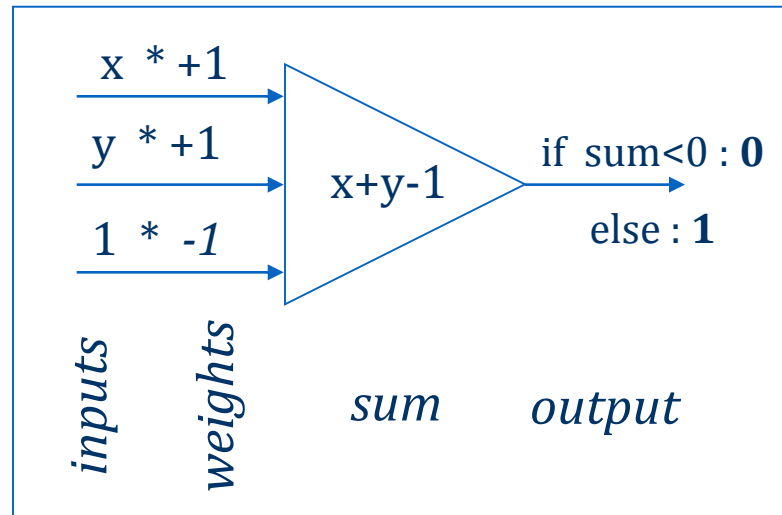 x * +1
y * +1
1 * -1
x+y-1
if sum<0 : 0
else : 1
inputs
weights
sum
output